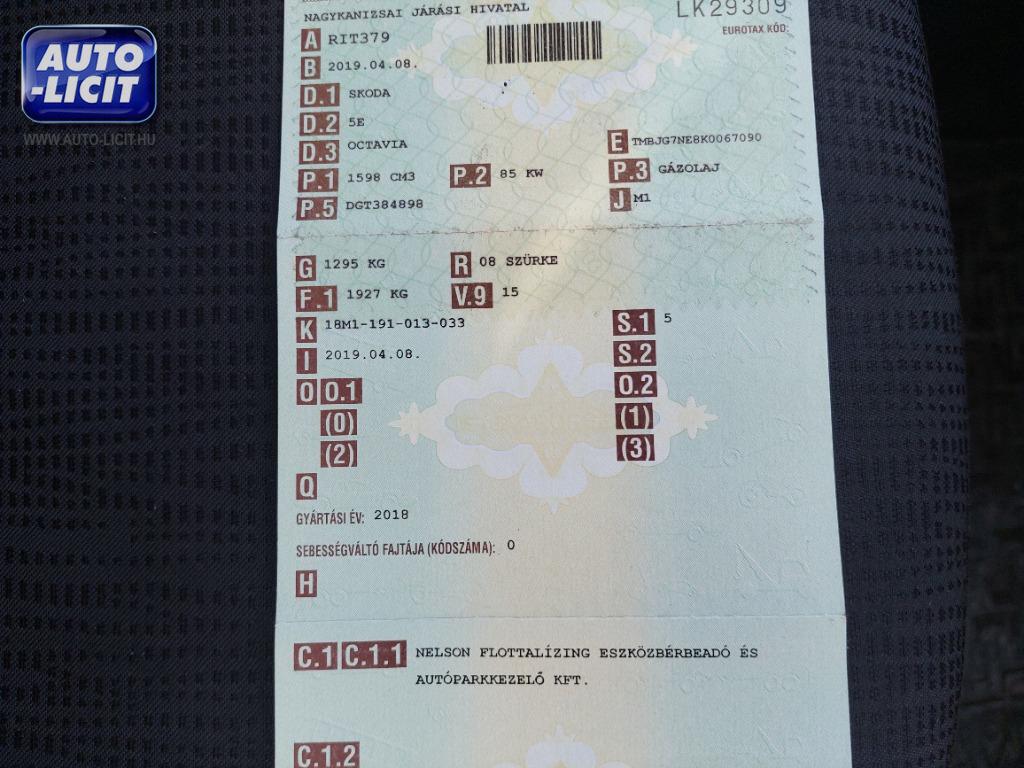 AUTO
-LICIT
WWW.AUTO-LICIT.HU
NAGYKANIZSAI JÁRÁSI HIVATAL
LK29309
EUROTAX KÓD:
A RIT379
B 2019.04.08.
D.1 SKODA
D.2 5E
D.3 OCTAVIA
E TMBJG7NE8K0067090
P.1 1598 CM3 P.2 85 KW P.3 GÁZOLAJ
P.5 DGT384898 J M1
G 1295 KG R 08 SZÜRKE
F.1 1927 KG V.9 15
K 18M1-191-013-033 S.1 5
I 2019.04.08. S.2
O O.1 O.2
(0) (1)
(2) (3)
Q
GYÁRTÁSI ÉV: 2018
SEBESSÉGVÁLTÓ FAJTÁJA (KÓDSZÁMA): 0
H
C.1 C.1.1 NELSON FLOTTALÍZING ESZKÖZBÉRBEADÓ ÉS
AUTÓPARKKEZELŐ KFT.
C.1.2